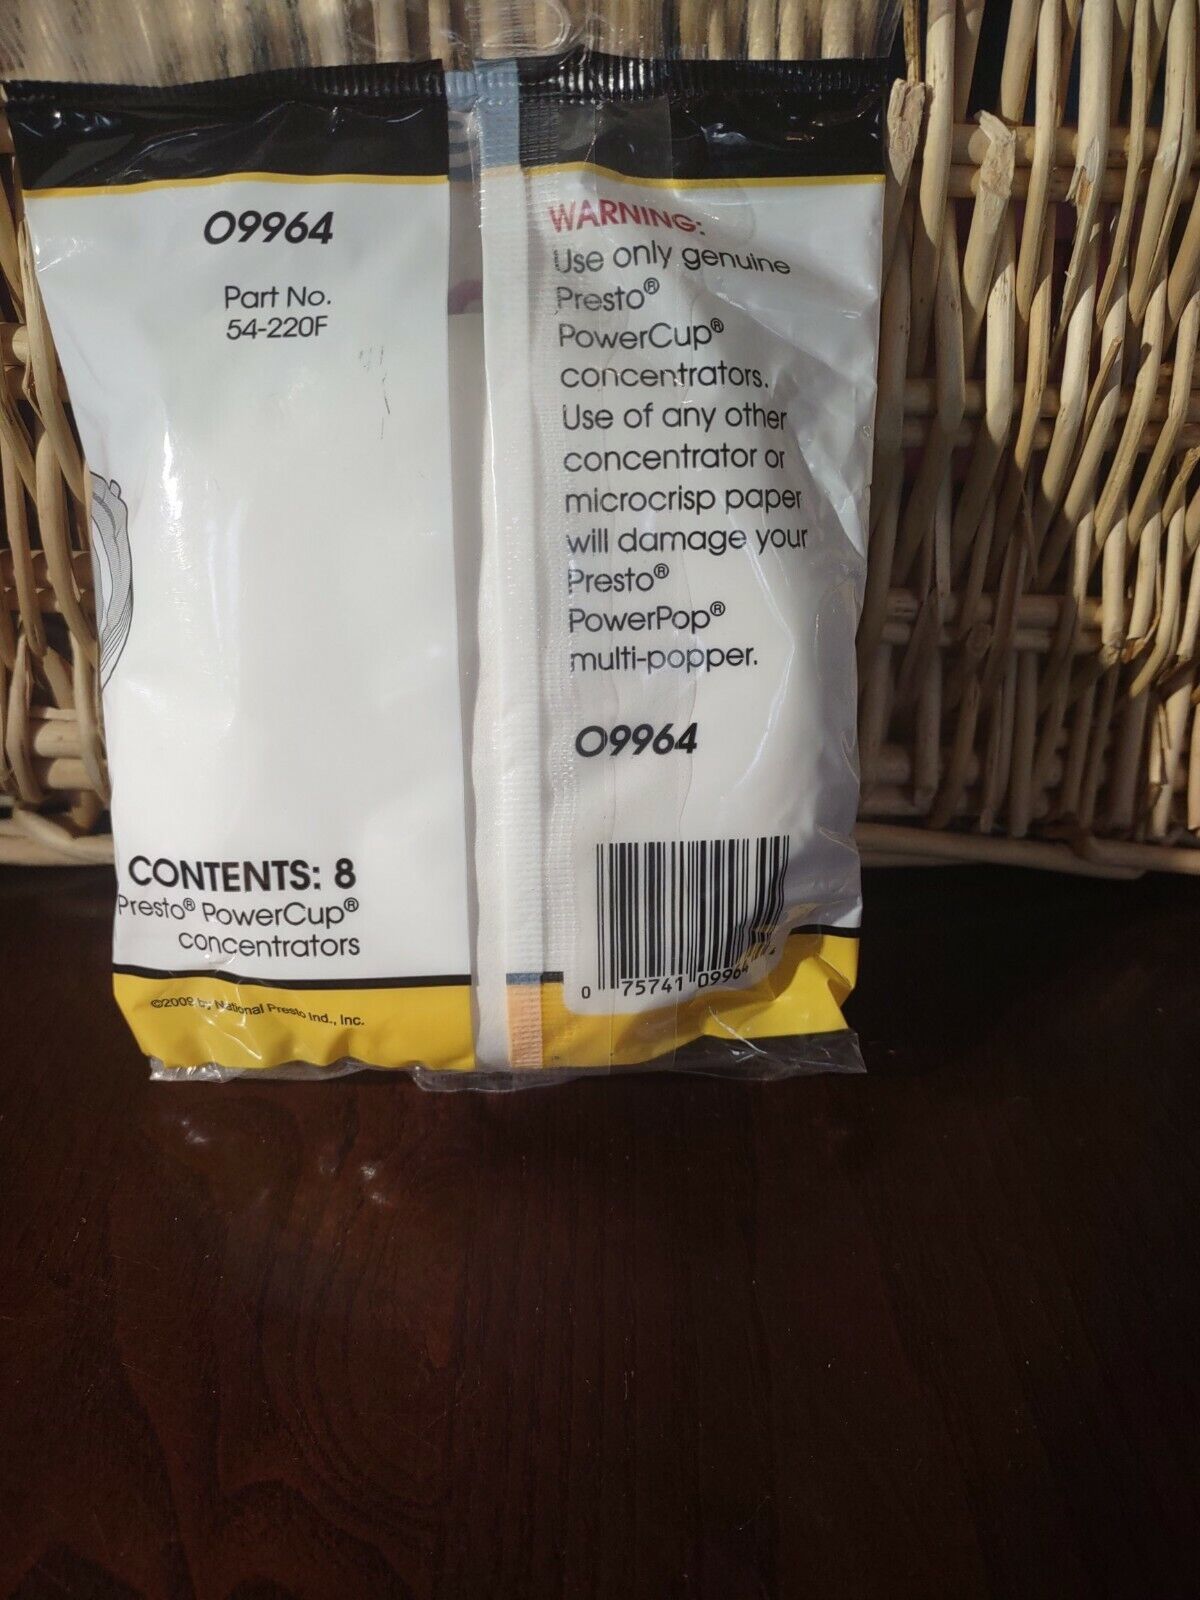 09964
Part No.
54-220F
CONTENTS: 8
Presto® PowerCup®
concentrators
©2009 by National Presto Ind., Inc.
WARNING:
Use only genuine
Presto®
PowerCup®
concentrators.
Use of any other
concentrator or
microcrisp paper
will damage your
Presto®
PowerPop®
multi-popper.
09964
0 75741 09964